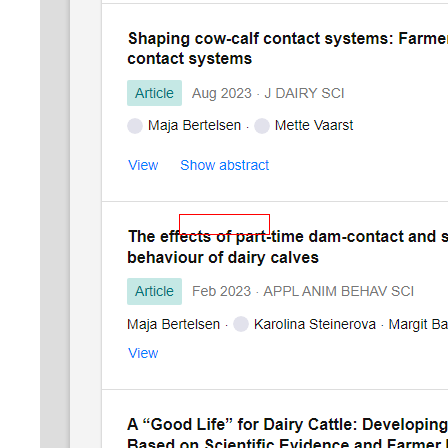 Shaping cow-calf contact systems: Farme
contact systems
Article Aug 2023 · J DAIRY SCI
Maja Bertelsen · Mette Vaarst
View Show abstract
The effects of part-time dam-contact and s
behaviour of dairy calves
Article Feb 2023 · APPL ANIM BEHAV SCI
Maja Bertelsen · Karolina Steinerova · Margit Ba
View
A “Good Life” for Dairy Cattle: Developing
Based on Scientific Evidence and Farmer